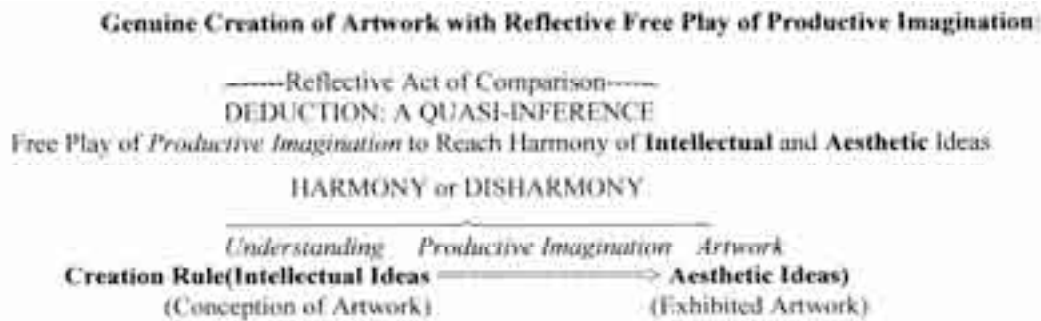 Genuine Creation of Artwork with Reflective Free Play of Productive Imagination
-------Reflective Act of Comparison------
DEDUCTION: A QUASI-INFERENCE
Free Play of Productive Imagination to Reach Harmony of Intellectual and Aesthetic Ideas
HARMONY or DISHARMONY
Understanding Productive Imagination Artwork
Creation Rule(Intellectual Ideas ⟹ Aesthetic Ideas)
(Conception of Artwork) (Exhibited Artwork)